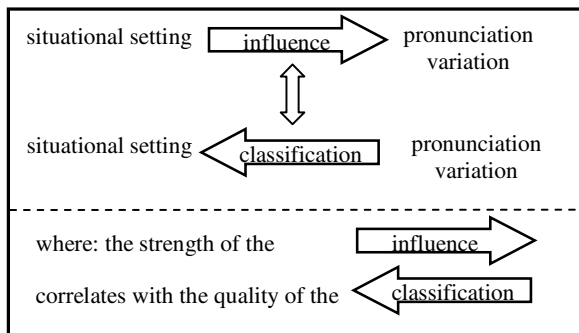 situational setting influence pronunciation
variation
situational setting classification pronunciation
variation
where: the strength of the influence
correlates with the quality of the classification